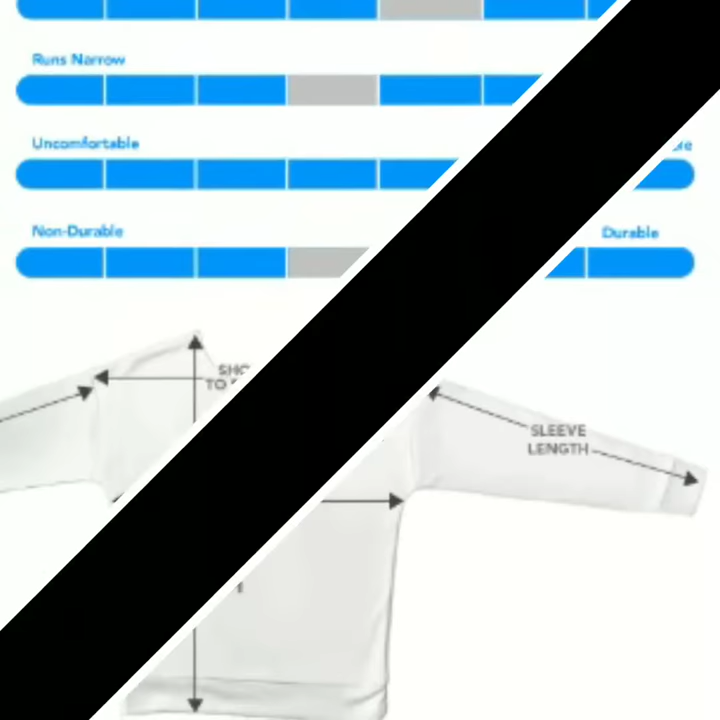 Runs Narrow
Uncomfortable
Non-Durable
Durable
SLEEVE
LENGTH